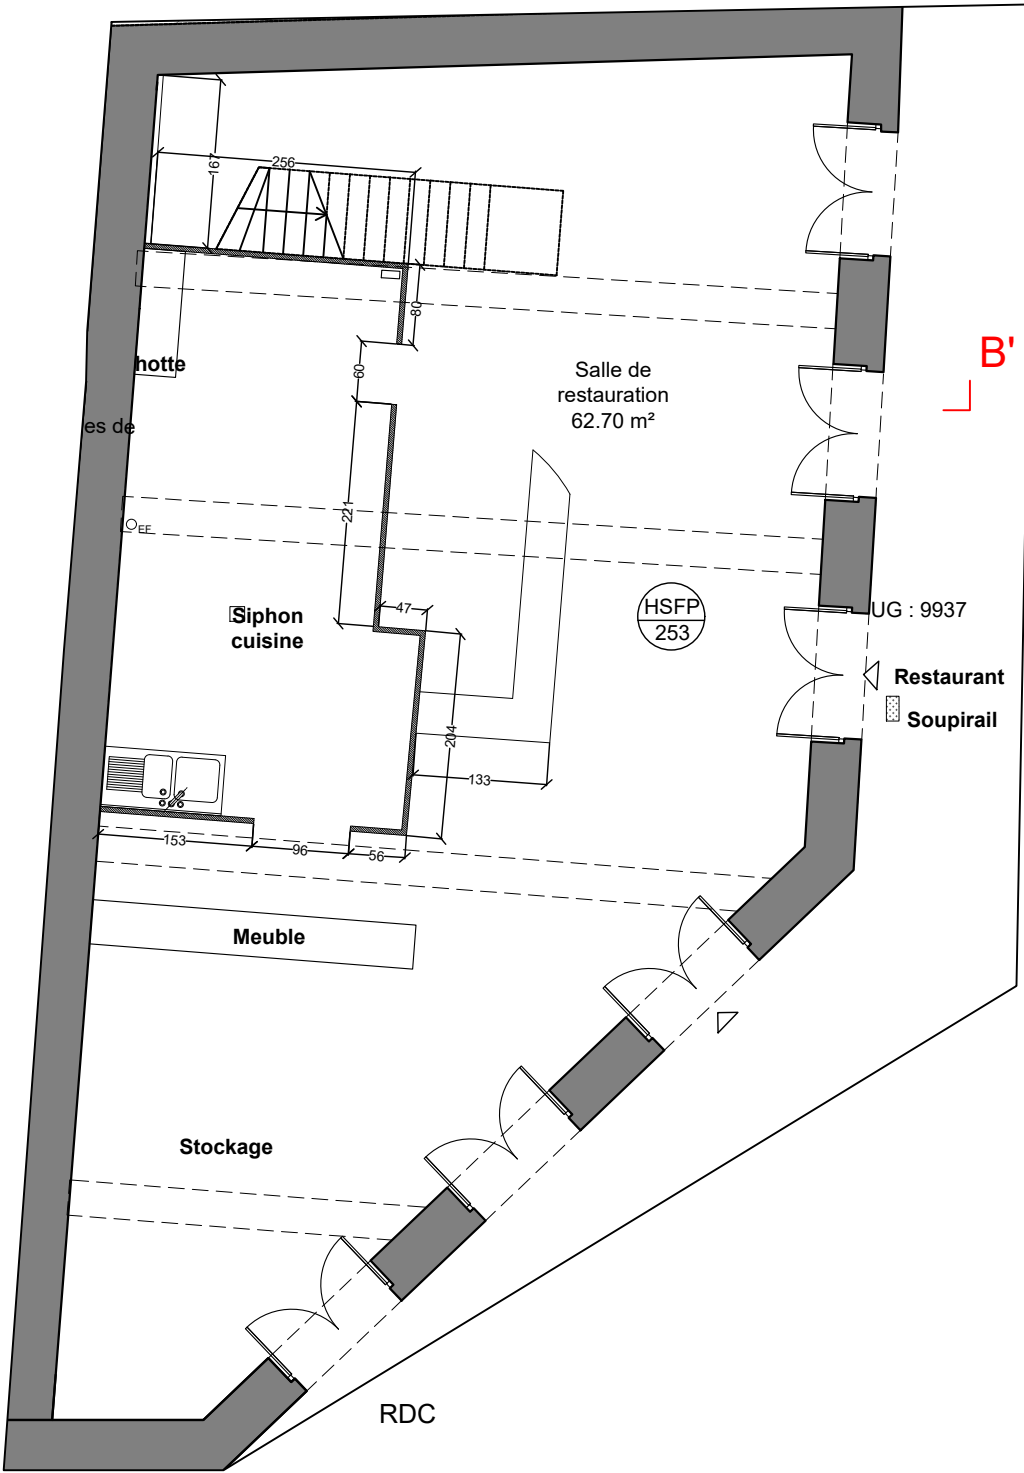 167
256
80
hotte
60
Salle de
restauration
62.70 m²
B'
es de
221
EF
47
HSFP
253
UG : 9937
Siphon
cuisine
Restaurant
Soupirail
204
133
153
96
56
Meuble
Stockage
RDC